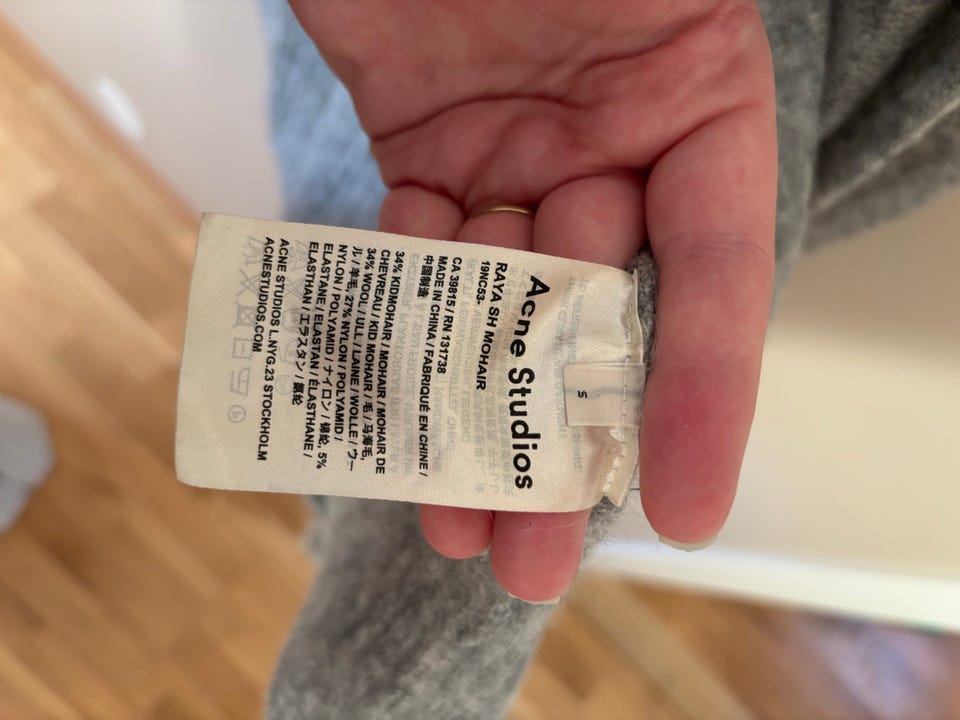 S
Acne Studios
RAYA SH MOHAIR
19NC53-
CA 39815 / RN 131738
MADE IN CHINA / FABRIQUÉ EN CHINE /
中国制造
34% KIDMOHAIR / MOHAIR / MOHAIR DE
CHEVREAU / KID MOHAIR / 毛 / 马海毛,
34% WOOL / ULL / LAINE / WOLLE / ウー
ル / 羊毛, 27% NYLON / POLYAMID /
NYLON / POLYAMID / ナイロン / 锦纶, 5%
ELASTANE / ELASTAN / ÉLASTHANE /
ELASTHAN / エラスタン / 氨纶
ACNE STUDIOS L.NYG.23 STOCKHOLM
ACNESTUDIOS.COM